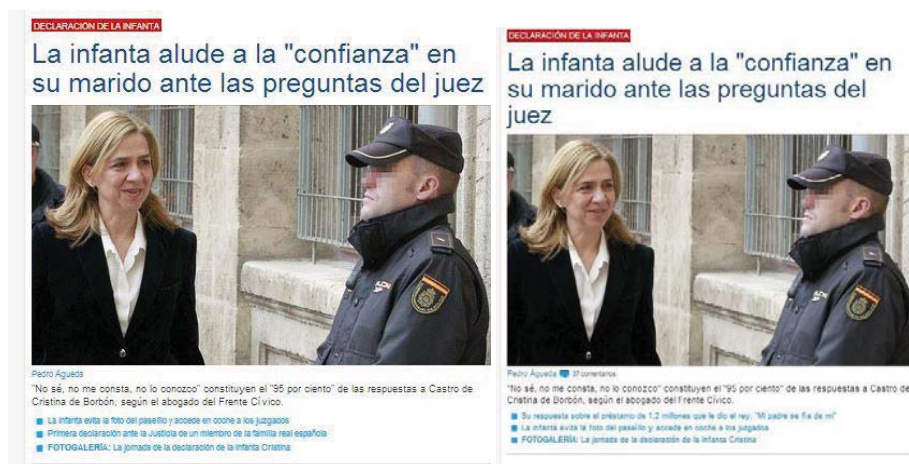 DECLARACIÓN DE LA INFANTA
La infanta alude a la "confianza" en
su marido ante las preguntas del juez
Pedro Águeda
"No sé, no me consta, no lo conozco" constituyen el "95 por ciento" de las respuestas a Castro de
Cristina de Borbón, según el abogado del Frente Cívico.
La infanta evita la foto del paseíllo y accede en coche a los juzgados
Primera declaración ante la Justicia de un miembro de la familia real española
FOTOGALERÍA: La jornada de la declaración de la infanta Cristina
DECLARACIÓN DE LA INFANTA
La infanta alude a la "confianza" en
su marido ante las preguntas del
juez
Pedro Águeda 37 comentarios
"No sé, no me consta, no lo conozco" constituyen el "95 por ciento" de las respuestas a Castro de
Cristina de Borbón, según el abogado del Frente Cívico.
Su respuesta sobre el préstamo de 1,2 millones que le dio el rey: "Mi padre se fía de mí"
La infanta evita la foto del paseíllo y accede en coche a los juzgados
FOTOGALERÍA: La jornada de la declaración de la infanta Cristina